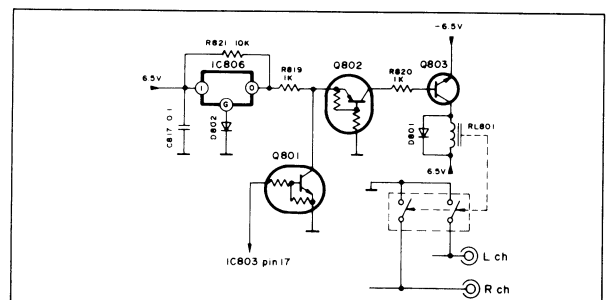 -6.5V
R821 10K
IC806
Q802
Q803
R819
1K
R820
1K
6.5V
I
O
G
C817 0.1
D802
D801
RL801
Q801
6.5V
IC803 pin 17
L ch
R ch